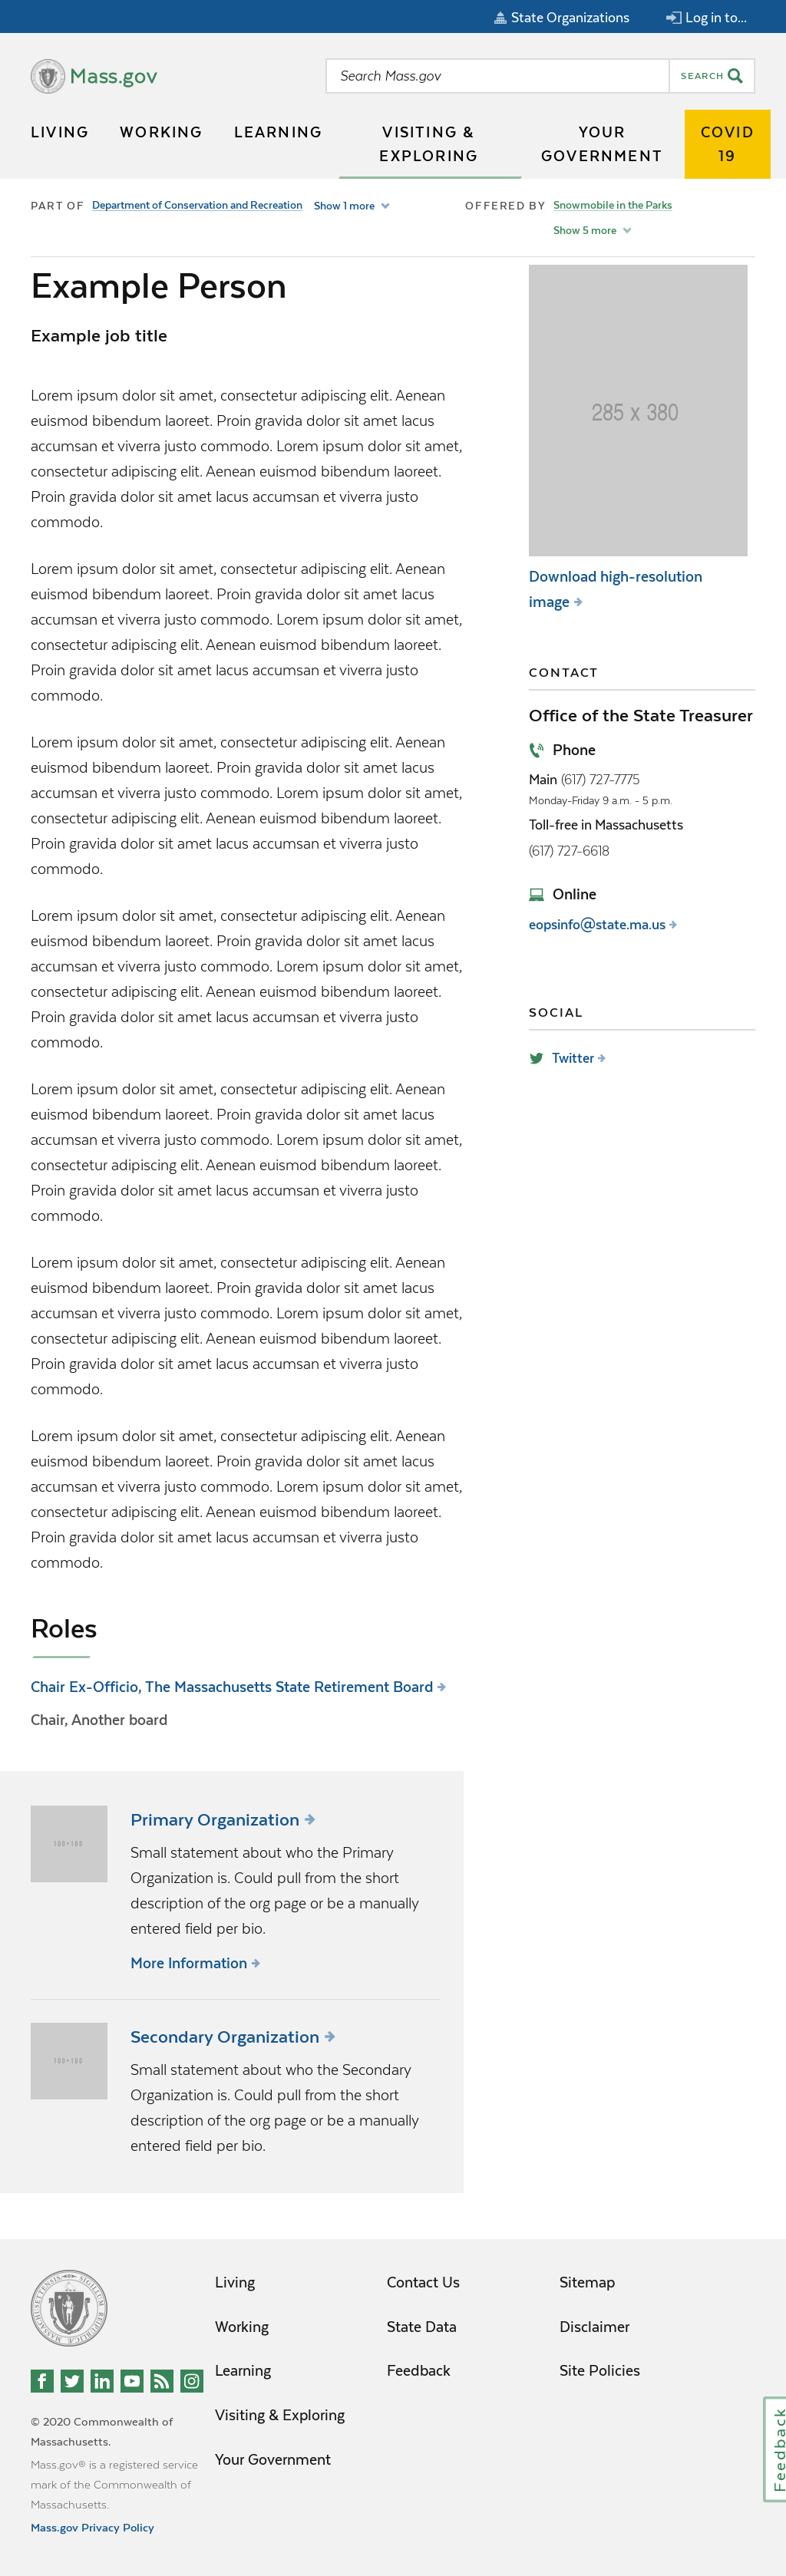 State Organizations
Log in to...
Mass.gov
Search Mass.gov
SEARCH
LIVING
WORKING
LEARNING
VISITING &
EXPLORING
YOUR
GOVERNMENT
COVID
19
PART OF Department of Conservation and Recreation Show 1 more
OFFERED BY Snowmobile in the Parks
Show 5 more
Example Person
Example job title
Lorem ipsum dolor sit amet, consectetur adipiscing elit. Aenean
euismod bibendum laoreet. Proin gravida dolor sit amet lacus
accumsan et viverra justo commodo. Lorem ipsum dolor sit amet,
consectetur adipiscing elit. Aenean euismod bibendum laoreet.
Proin gravida dolor sit amet lacus accumsan et viverra justo
commodo.
Lorem ipsum dolor sit amet, consectetur adipiscing elit. Aenean
euismod bibendum laoreet. Proin gravida dolor sit amet lacus
accumsan et viverra justo commodo. Lorem ipsum dolor sit amet,
consectetur adipiscing elit. Aenean euismod bibendum laoreet.
Proin gravida dolor sit amet lacus accumsan et viverra justo
commodo.
Lorem ipsum dolor sit amet, consectetur adipiscing elit. Aenean
euismod bibendum laoreet. Proin gravida dolor sit amet lacus
accumsan et viverra justo commodo. Lorem ipsum dolor sit amet,
consectetur adipiscing elit. Aenean euismod bibendum laoreet.
Proin gravida dolor sit amet lacus accumsan et viverra justo
commodo.
Lorem ipsum dolor sit amet, consectetur adipiscing elit. Aenean
euismod bibendum laoreet. Proin gravida dolor sit amet lacus
accumsan et viverra justo commodo. Lorem ipsum dolor sit amet,
consectetur adipiscing elit. Aenean euismod bibendum laoreet.
Proin gravida dolor sit amet lacus accumsan et viverra justo
commodo.
Lorem ipsum dolor sit amet, consectetur adipiscing elit. Aenean
euismod bibendum laoreet. Proin gravida dolor sit amet lacus
accumsan et viverra justo commodo. Lorem ipsum dolor sit amet,
consectetur adipiscing elit. Aenean euismod bibendum laoreet.
Proin gravida dolor sit amet lacus accumsan et viverra justo
commodo.
Lorem ipsum dolor sit amet, consectetur adipiscing elit. Aenean
euismod bibendum laoreet. Proin gravida dolor sit amet lacus
accumsan et viverra justo commodo. Lorem ipsum dolor sit amet,
consectetur adipiscing elit. Aenean euismod bibendum laoreet.
Proin gravida dolor sit amet lacus accumsan et viverra justo
commodo.
Lorem ipsum dolor sit amet, consectetur adipiscing elit. Aenean
euismod bibendum laoreet. Proin gravida dolor sit amet lacus
accumsan et viverra justo commodo. Lorem ipsum dolor sit amet,
consectetur adipiscing elit. Aenean euismod bibendum laoreet.
Proin gravida dolor sit amet lacus accumsan et viverra justo
commodo.
285 x 380
Download high-resolution
image
CONTACT
Office of the State Treasurer
Phone
Main (617) 727-7775
Monday-Friday 9 a.m. - 5 p.m.
Toll-free in Massachusetts
(617) 727-6618
Online
eopsinfo@state.ma.us
SOCIAL
Twitter
Roles
Chair Ex-Officio, The Massachusetts State Retirement Board
Chair, Another board
100×100
Primary Organization
Small statement about who the Primary
Organization is. Could pull from the short
description of the org page or be a manually
entered field per bio.
More Information
100×100
Secondary Organization
Small statement about who the Secondary
Organization is. Could pull from the short
description of the org page or be a manually
entered field per bio.
© 2020 Commonwealth of
Massachusetts.
Mass.gov® is a registered service
mark of the Commonwealth of
Massachusetts.
Mass.gov Privacy Policy
Living
Working
Learning
Visiting & Exploring
Your Government
Contact Us
State Data
Feedback
Sitemap
Disclaimer
Site Policies
Feedback